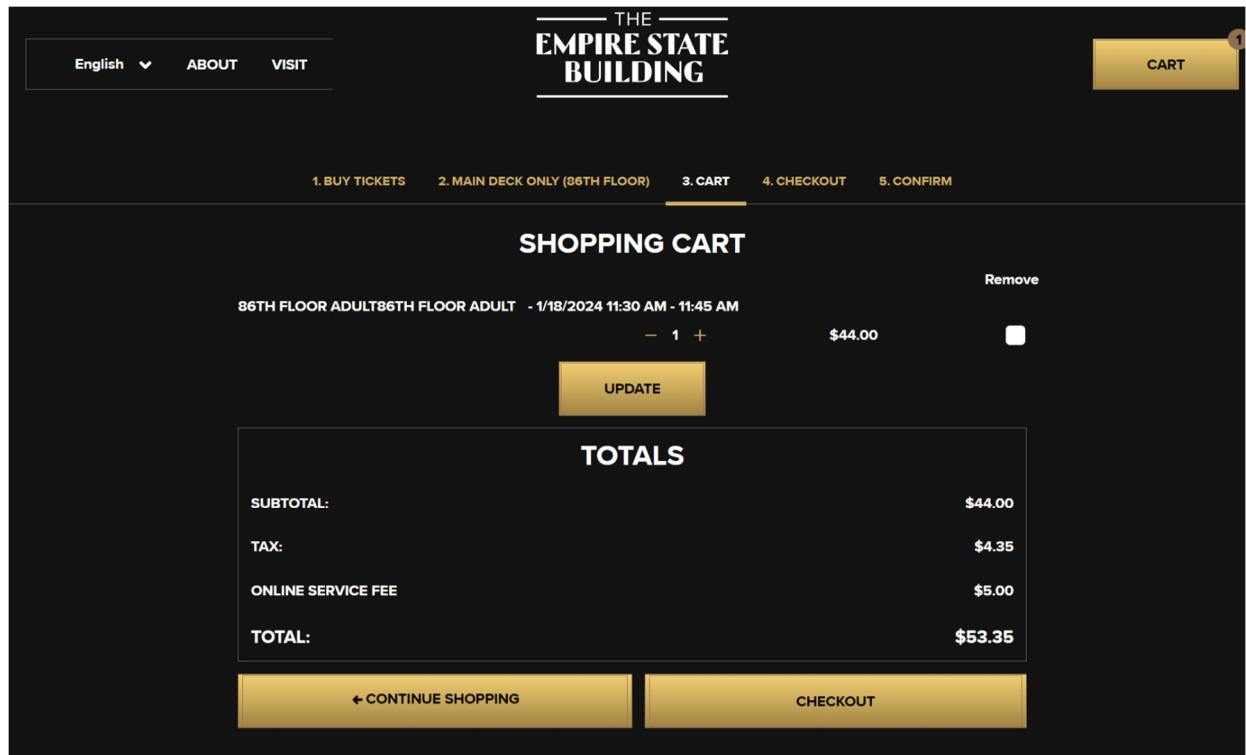 THE
EMPIRE STATE
BUILDING
English ABOUT VISIT
1
CART
1. BUY TICKETS 2. MAIN DECK ONLY (86TH FLOOR) 3. CART 4. CHECKOUT 5. CONFIRM
SHOPPING CART
Remove
86TH FLOOR ADULT86TH FLOOR ADULT - 1/18/2024 11:30 AM - 11:45 AM
− 1 + $44.00
UPDATE
TOTALS
SUBTOTAL: $44.00
TAX: $4.35
ONLINE SERVICE FEE $5.00
TOTAL: $53.35
← CONTINUE SHOPPING CHECKOUT